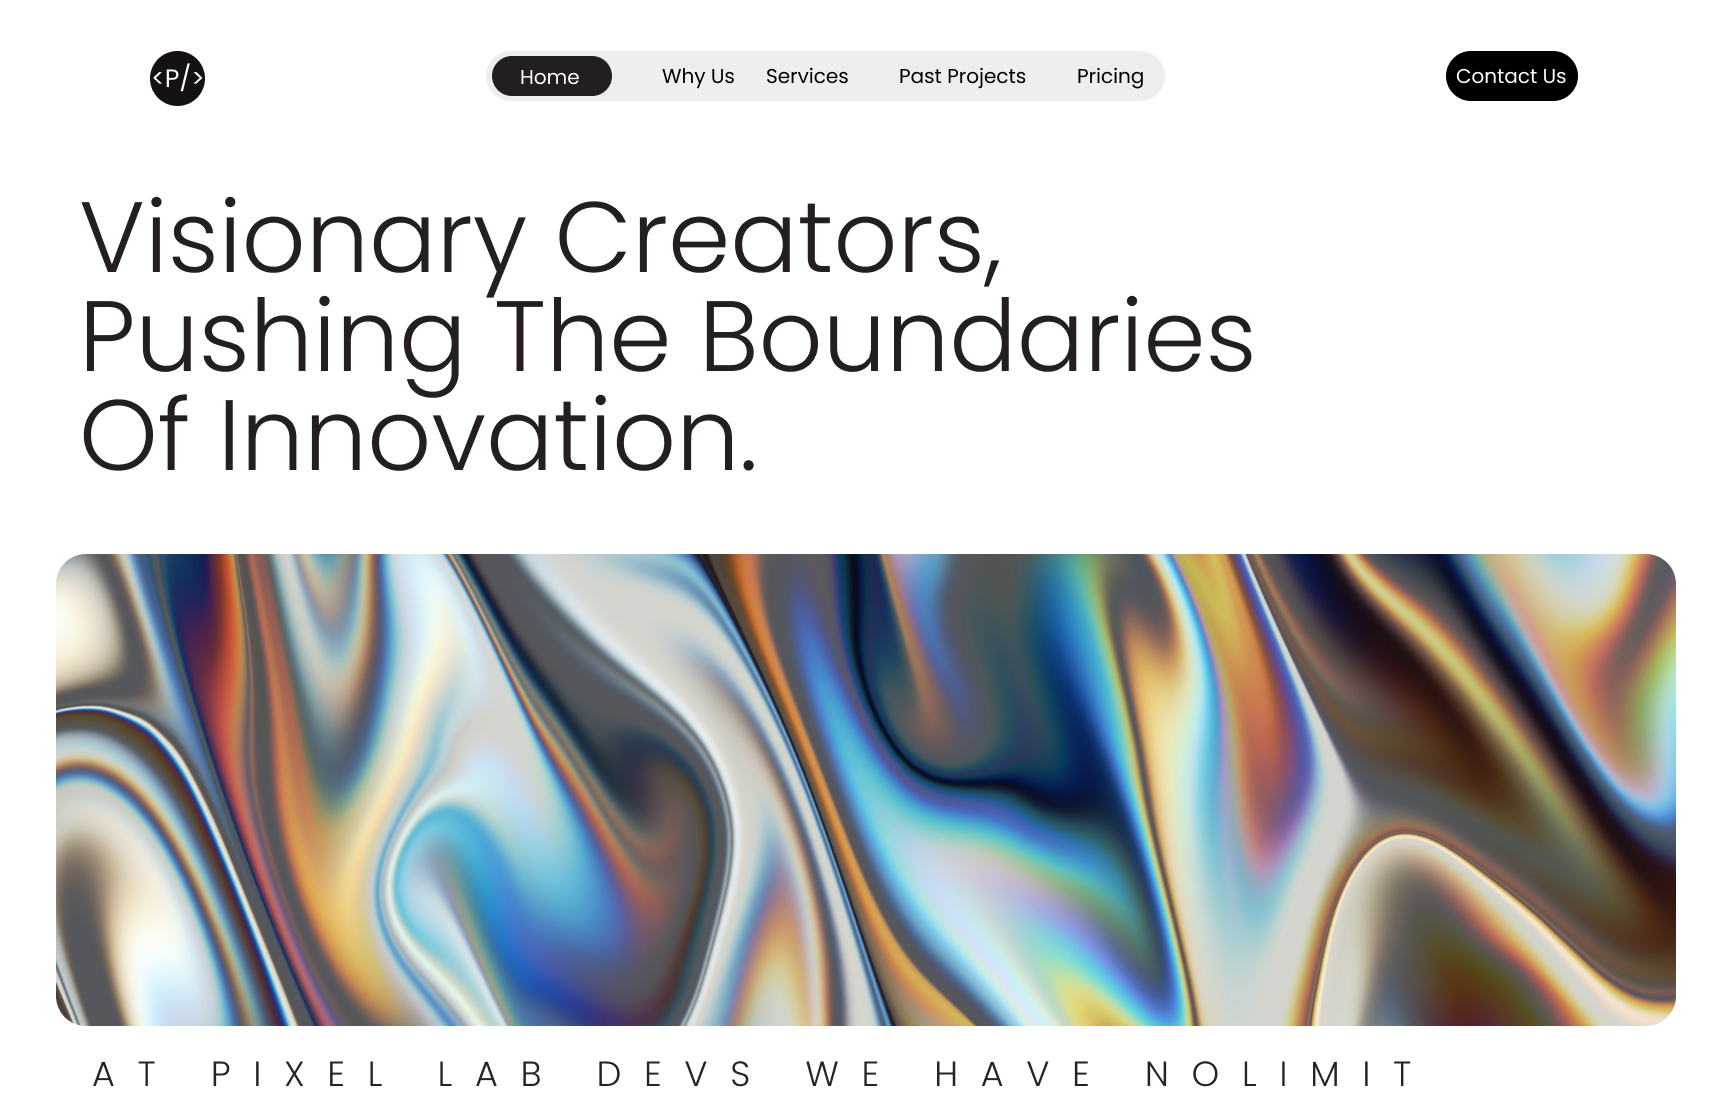 <P/>
Home
Why Us
Services
Past Projects
Pricing
Contact Us
Visionary Creators,
Pushing The Boundaries
Of Innovation.
AT PIXEL LAB DEVS WE HAVE NOLIMIT